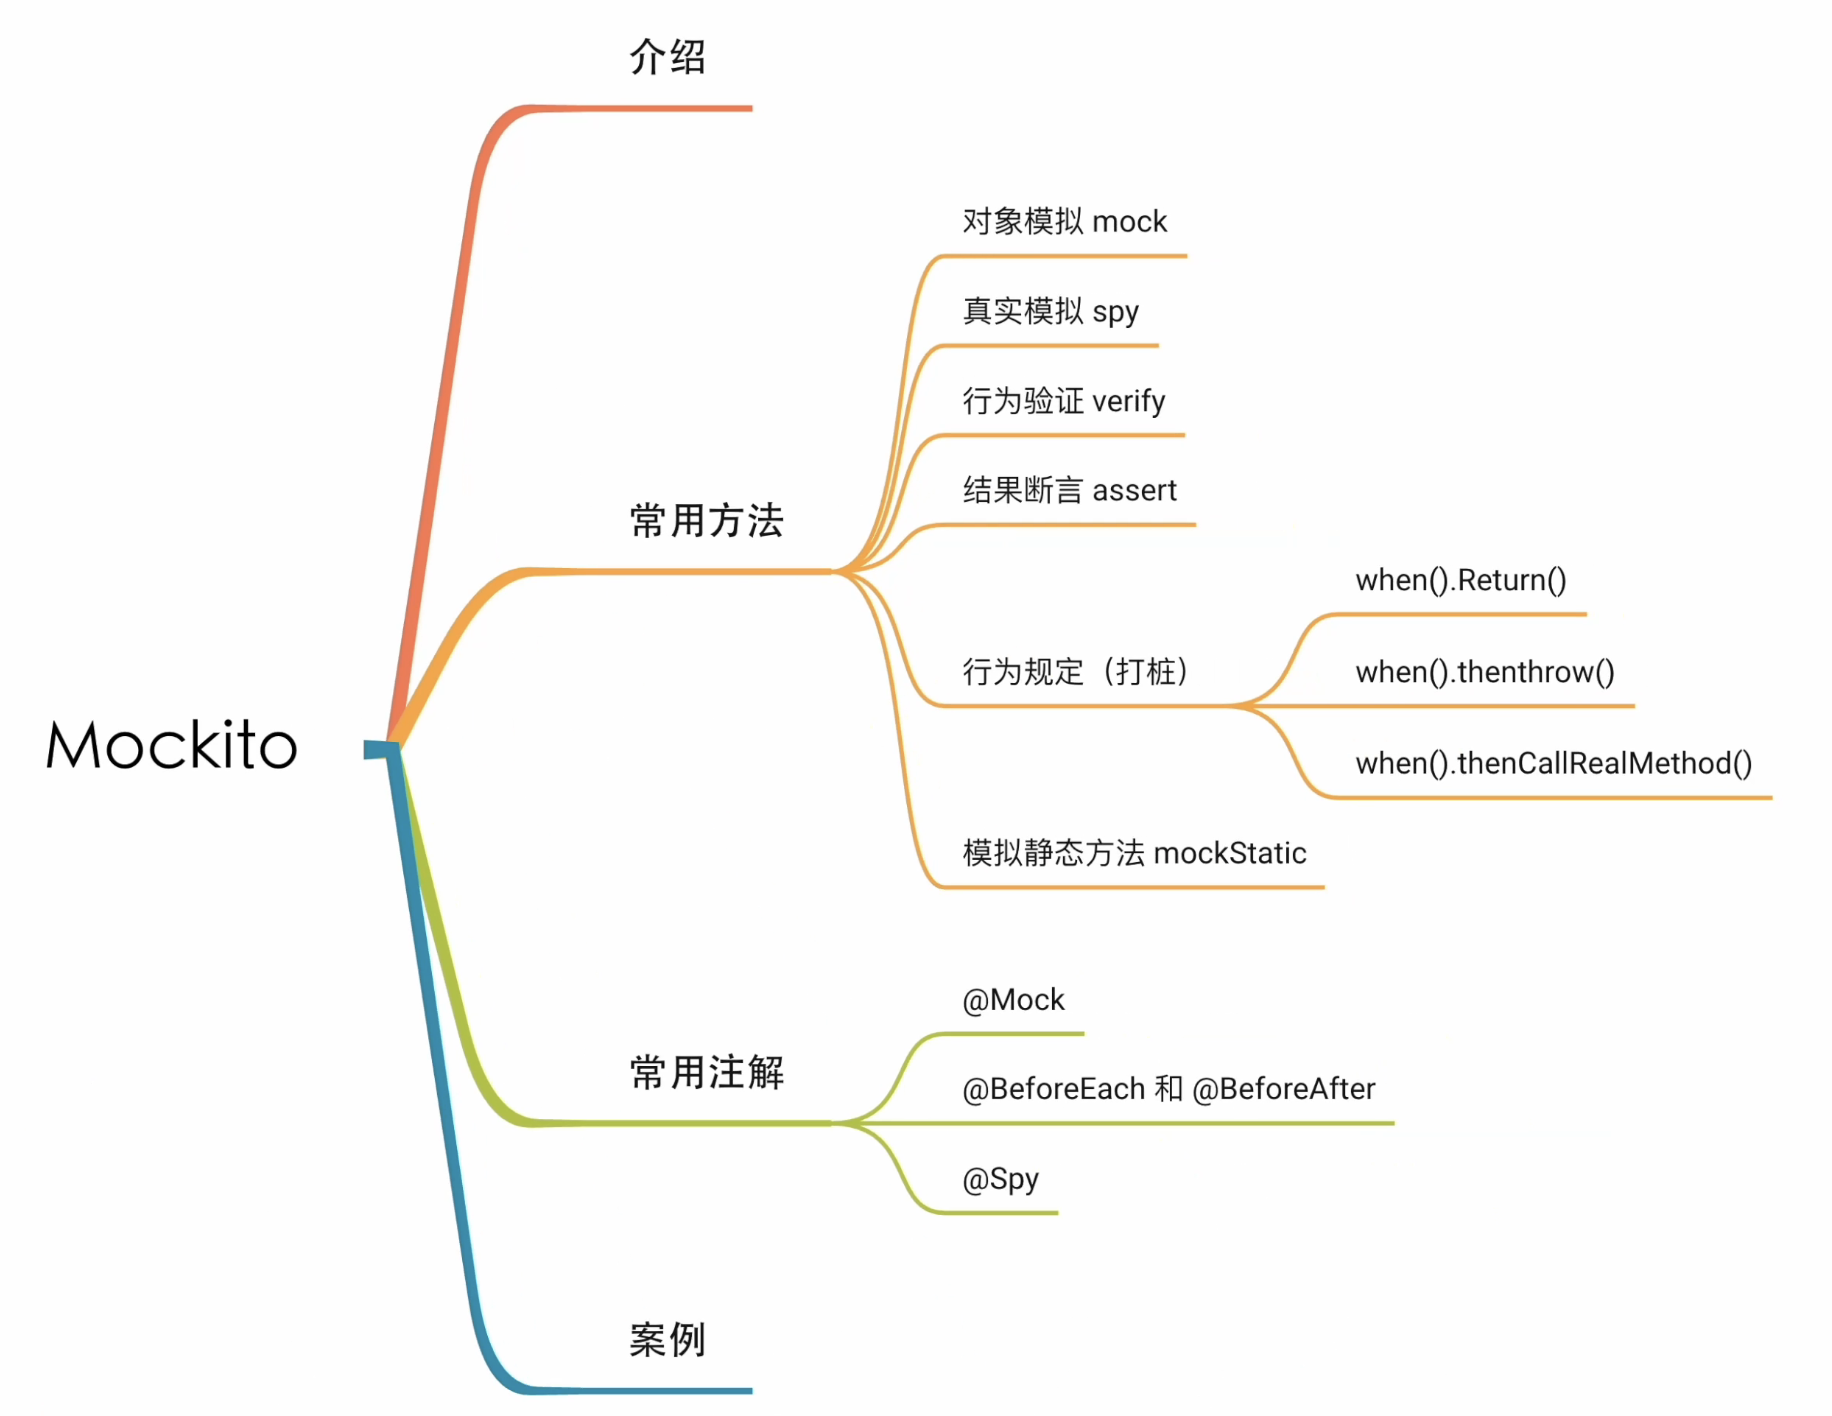 Mockito
介绍
常用方法
对象模拟 mock
真实模拟 spy
行为验证 verify
结果断言 assert
行为规定（打桩）
when().Return()
when().thenthrow()
when().thenCallRealMethod()
模拟静态方法 mockStatic
常用注解
@Mock
@BeforeEach 和 @BeforeAfter
@Spy
案例